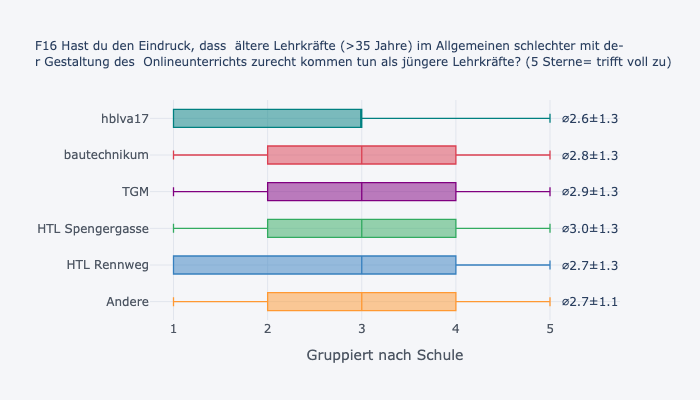 F16 Hast du den Eindruck, dass  ältere Lehrkräfte (>35 Jahre) im Allgemeinen schlechter mit de-
r Gestaltung des  Onlineunterrichts zurecht kommen tun als jüngere Lehrkräfte? (5 Sterne= trifft voll zu)
hblva17 ⌀2.6±1.3
bautechnikum ⌀2.8±1.3
TGM ⌀2.9±1.3
HTL Spengergasse ⌀3.0±1.3
HTL Rennweg ⌀2.7±1.3
Andere ⌀2.7±1.1
1 2 3 4 5
Gruppiert nach Schule